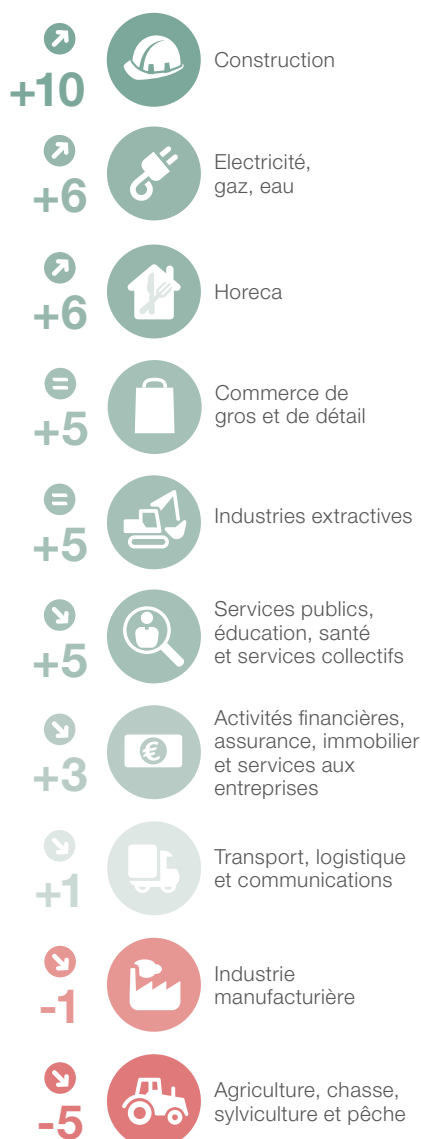 +10
Construction
+6
Electricité,
gaz, eau
+6
Horeca
=
+5
Commerce de
gros et de détail
=
+5
Industries extractives
+5
Services publics,
éducation, santé
et services collectifs
+3
€
Activités financières,
assurance, immobilier
et services aux
entreprises
+1
Transport, logistique
et communications
-1
Industrie
manufacturière
-5
Agriculture, chasse,
sylviculture et pêche